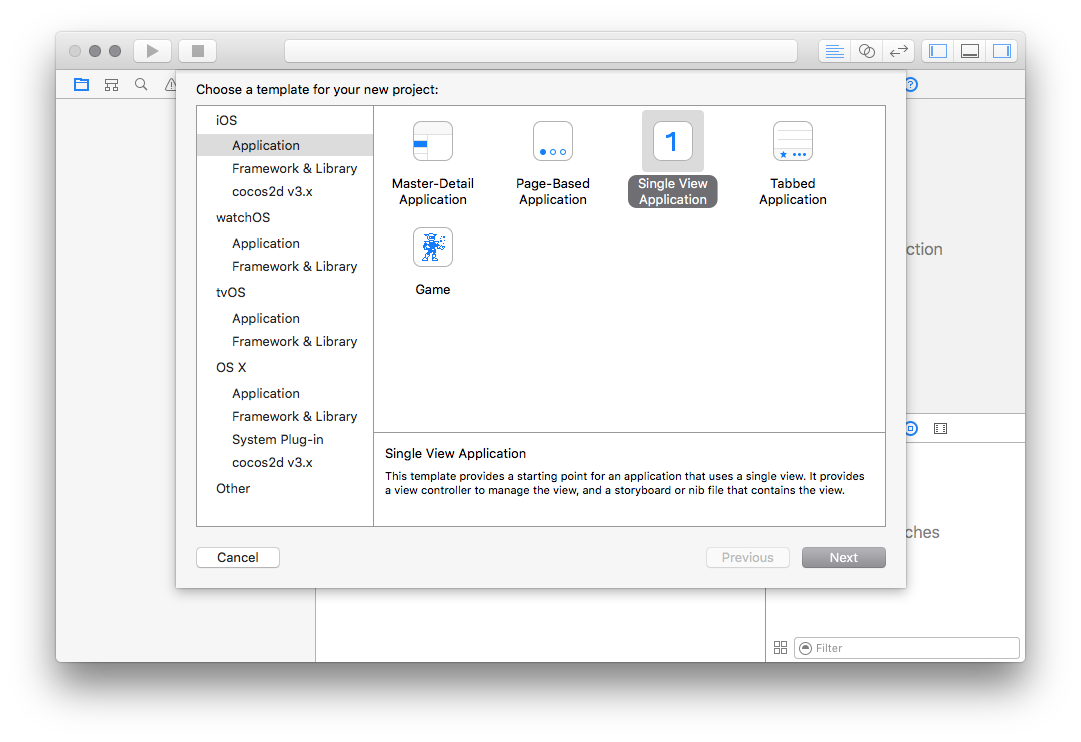 Choose a template for your new project:
iOS
Application
Framework & Library
cocos2d v3.x
watchOS
Application
Framework & Library
tvOS
Application
Framework & Library
OS X
Application
Framework & Library
System Plug-in
cocos2d v3.x
Other
Master-Detail
Application
Page-Based
Application
1
Single View
Application
Tabbed
Application
Game
Single View Application
This template provides a starting point for an application that uses a single view. It provides
a view controller to manage the view, and a storyboard or nib file that contains the view.
Cancel
Previous
Next
ction
ches
Filter